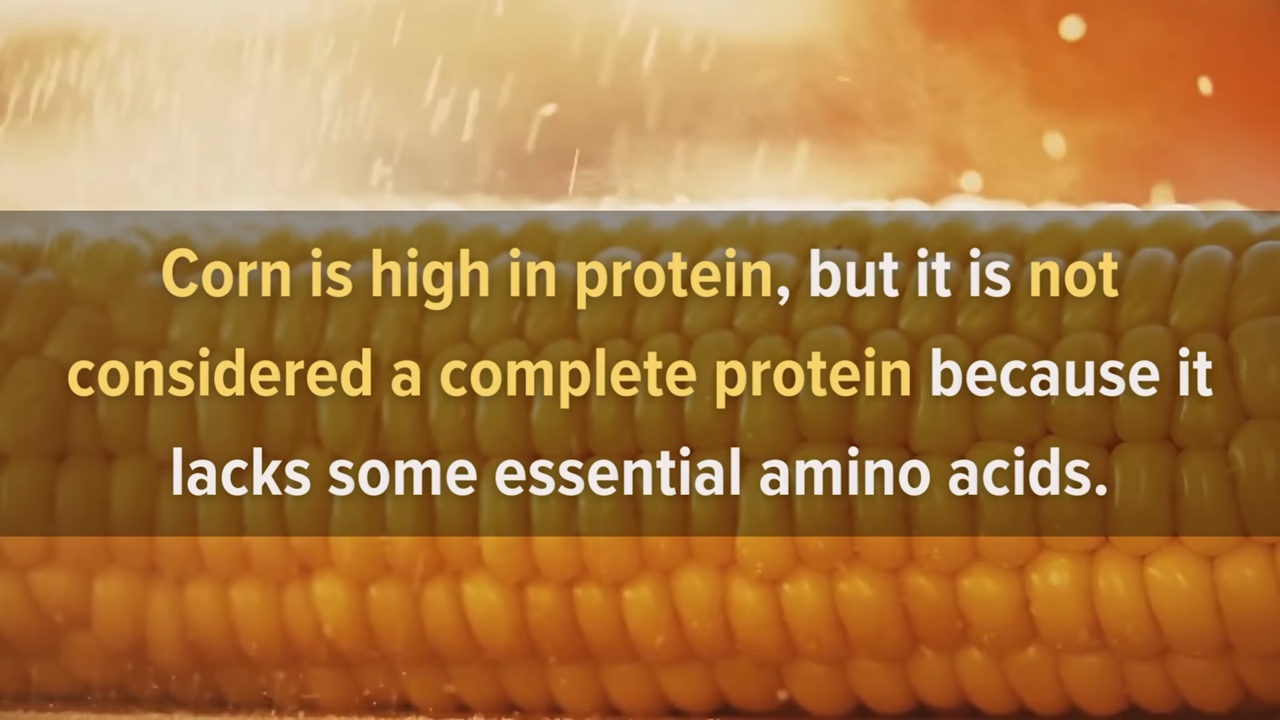 Corn is high in protein, but it is not
considered a complete protein because it
lacks some essential amino acids.